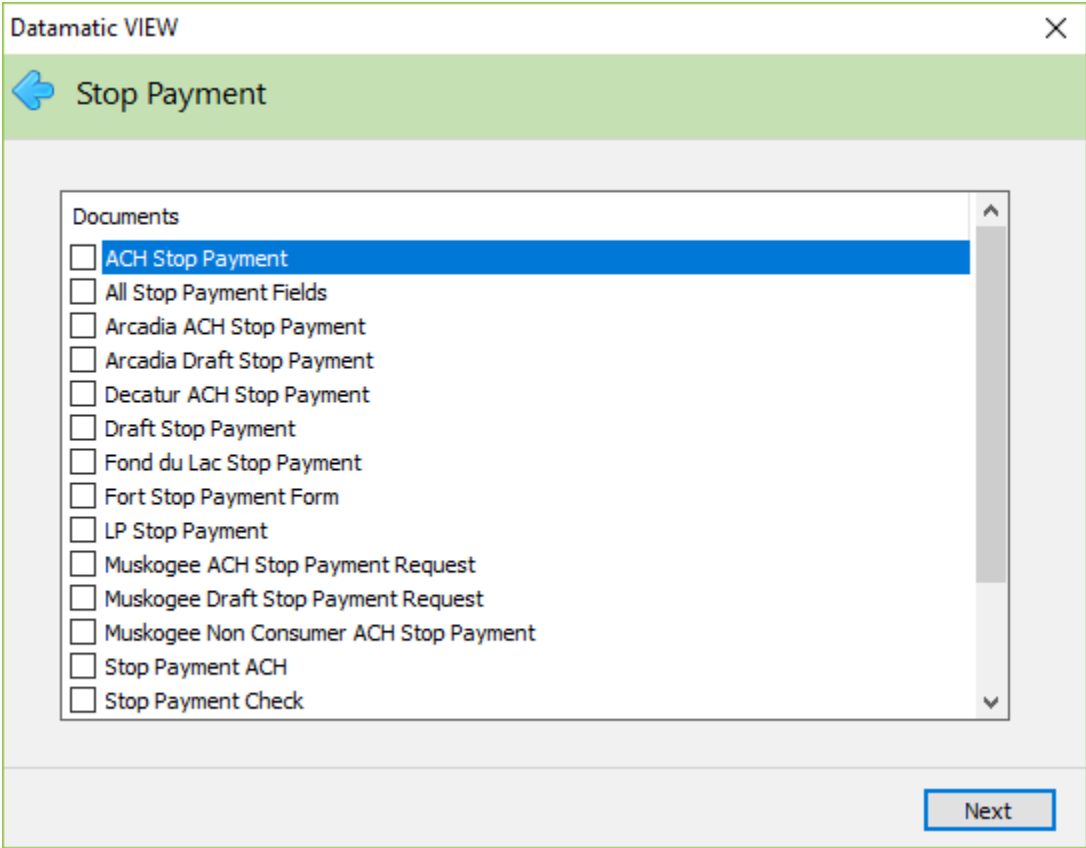 Datamatic VIEW
Stop Payment
Documents
ACH Stop Payment
All Stop Payment Fields
Arcadia ACH Stop Payment
Arcadia Draft Stop Payment
Decatur ACH Stop Payment
Draft Stop Payment
Fond du Lac Stop Payment
Fort Stop Payment Form
LP Stop Payment
Muskogee ACH Stop Payment Request
Muskogee Draft Stop Payment Request
Muskogee Non Consumer ACH Stop Payment
Stop Payment ACH
Stop Payment Check
Next